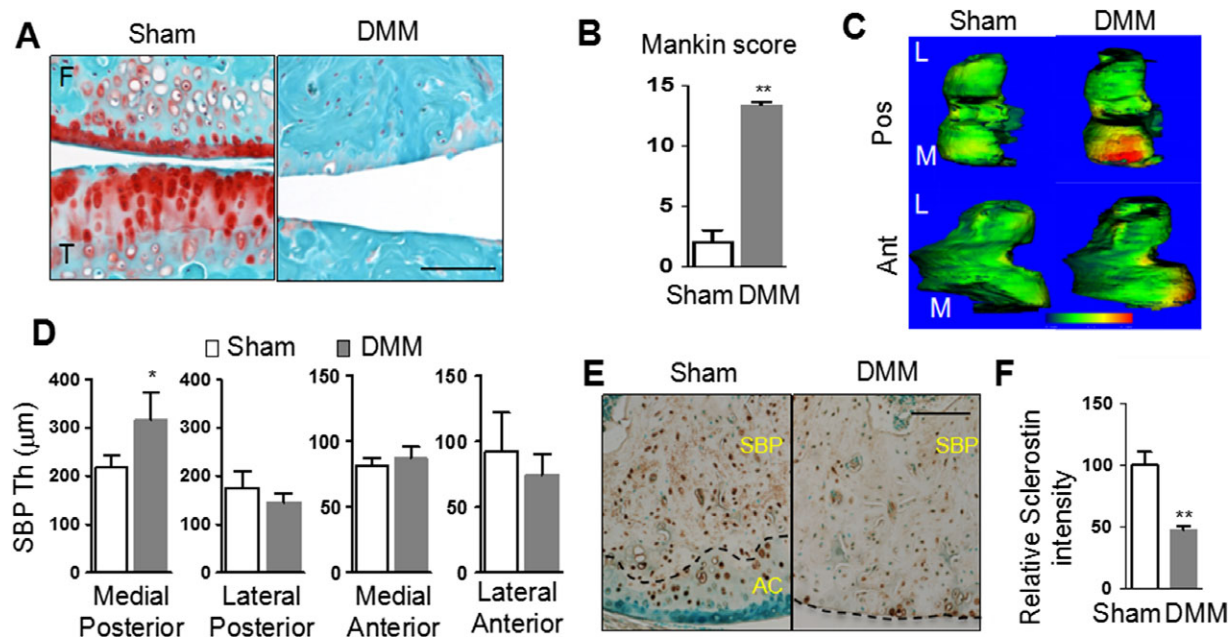 A
Sham
DMM
F
T
B
Mankin score
15
10
5
0
**
Sham DMM
C
Sham
DMM
L
Pos
M
L
Ant
M
D
Sham
DMM
SBP Th (μm)
400
300
200
100
0
*
Medial
Posterior
400
300
200
100
0
Lateral
Posterior
150
100
50
0
Medial
Anterior
150
100
50
0
Lateral
Anterior
E
Sham
DMM
SBP
SBP
AC
F
Relative Sclerostin
intensity
150
100
50
0
**
Sham DMM